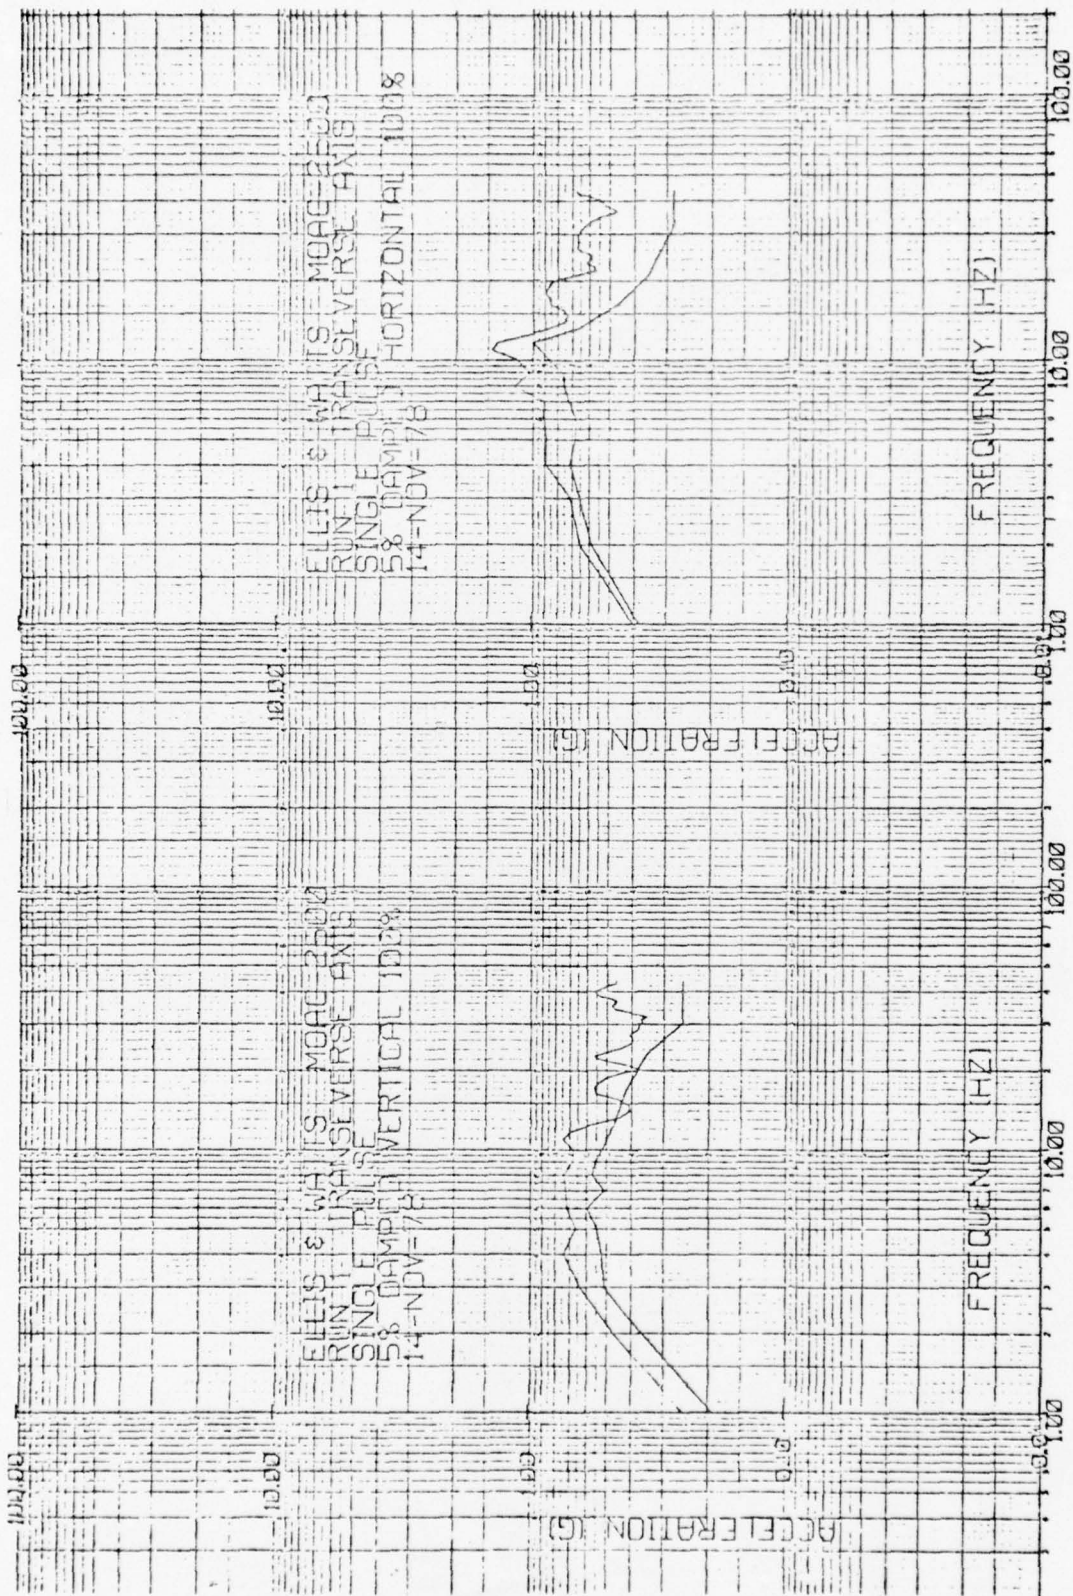 ELLIS & WATTS MOAC-2500
RUN 1 TRANSEVERSE AXIS
SINGLE PULSE
5% DAMPED VERTICAL 100%
14-NOV-78
100.00
10.00
1.00
0.10
ACCELERATION (G)
1.00
10.00
100.00
FREQUENCY (HZ)
ELLIS & WATTS MOAC-2500
RUN 1 TRANSEVERSE AXIS
SINGLE PULSE
5% DAMPED HORIZONTAL 100%
14-NOV-78
100.00
10.00
1.00
0.10
ACCELERATION (G)
1.00
10.00
100.00
FREQUENCY (HZ)